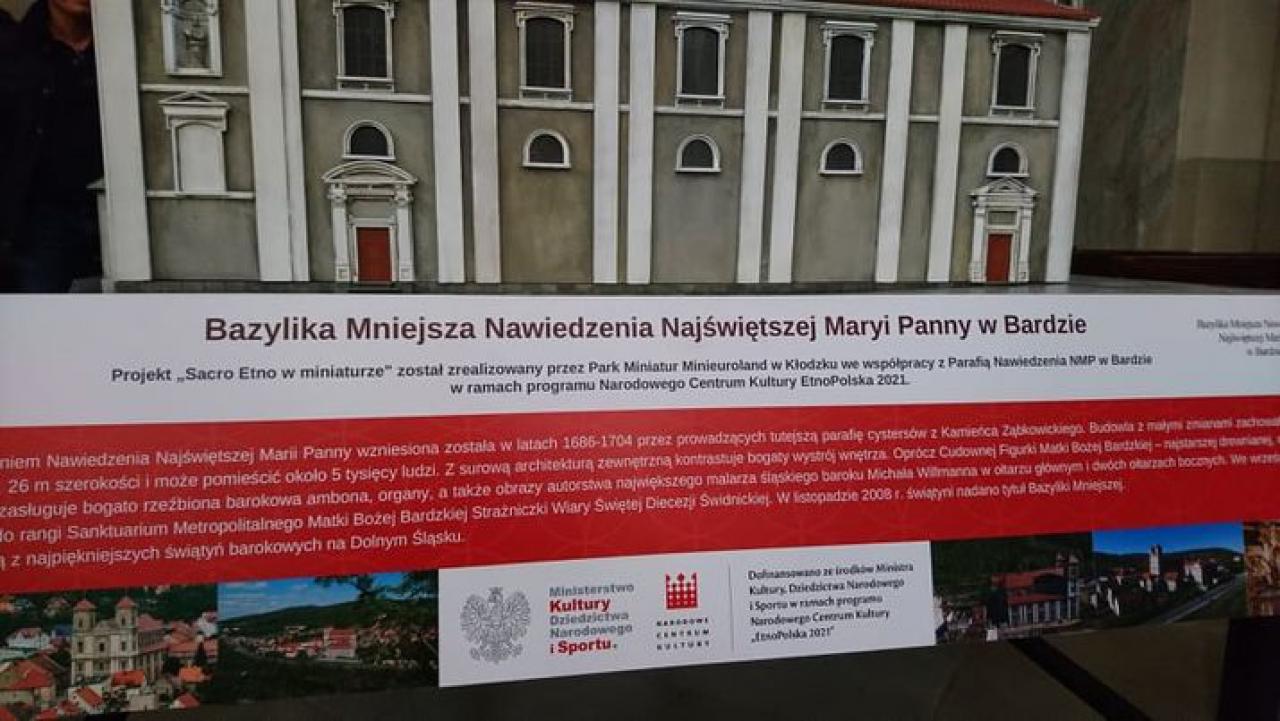 Bazylika Mniejsza Nawiedzenia Najświętszej Maryi Panny w Bardzie
Projekt „Sacro Etno w miniaturze” został zrealizowany przez Park Miniatur Minieuroland w Kłodzku we współpracy z Parafią Nawiedzenia NMP w Bardzie
w ramach programu Narodowego Centrum Kultury EtnoPolska 2021.
Bazylika Mniejsza
Najświętszej
w Bardzie
niem Nawiedzenia Najświętszej Marii Panny wzniesiona została w latach 1686-1704 przez prowadzących tutejszą parafię cystersów z Kamieńca Ząbkowickiego. Budowla z małymi zmianami
26 m szerokości i może pomieścić około 5 tysięcy ludzi. Z surową architekturą zewnętrzną kontrastuje bogaty wystrój wnętrza. Oprócz Cudownej Figurki Matki Bożej Bardzkiej – najstarszej drewnianej,
zasługuje bogato rzeźbiona barokowa ambona, organy, a także obrazy autorstwa największego malarza śląskiego baroku Michała Willmanna w ołtarzu głównym i dwóch ołtarzach bocznych. We
do rangi Sanktuarium Metropolitalnego Matki Bożej Bardzkiej Strażniczki Wiary Świętej Diecezji Świdnickiej. W listopadzie 2008 r. świątyni nadano tytuł Bazyliki Mniejszej.
ą z najpiękniejszych świątyń barokowych na Dolnym Śląsku.
Ministerstwo
Kultury
Dziedzictwa
Narodowego
i Sportu.
NARODOWE
CENTRUM
KULTURY
Dofinansowano ze środków Ministra
Kultury, Dziedzictwa Narodowego
i Sportu w ramach programu
Narodowego Centrum Kultury
„EtnoPolska 2021”